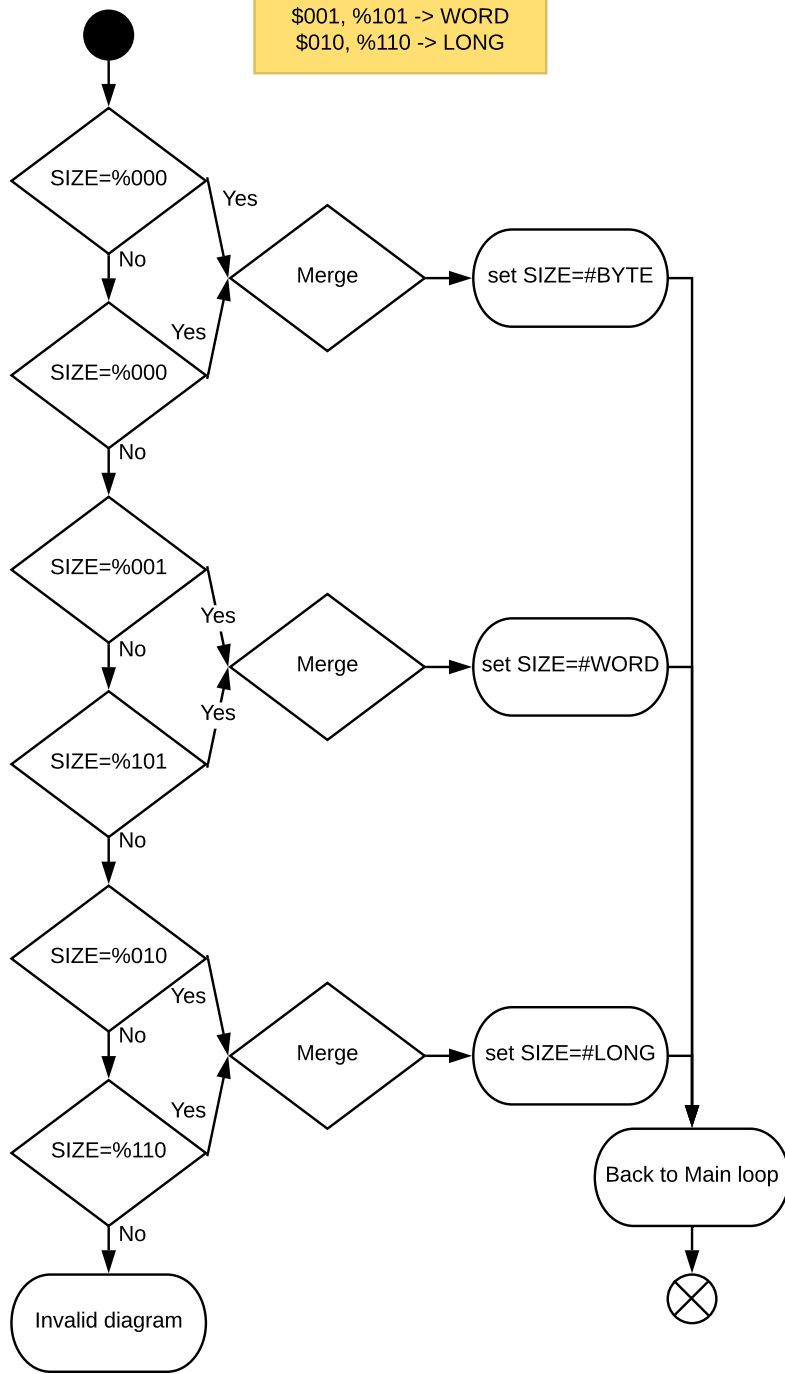 $001, %101 -> WORD
$010, %110 -> LONG
SIZE=%000
Yes
No
Merge
set SIZE=#BYTE
Yes
SIZE=%000
No
SIZE=%001
Yes
No
Merge
set SIZE=#WORD
Yes
SIZE=%101
No
SIZE=%010
Yes
No
Merge
set SIZE=#LONG
Yes
SIZE=%110
Back to Main loop
No
Invalid diagram